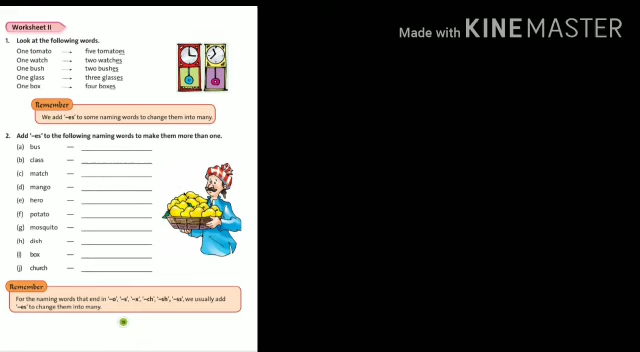 Made with KINEMASTER
Worksheet II
1. Look at the following words.
One tomato → five tomatoes
One watch → two watches
One bush → two bushes
One glass → three glasses
One box → four boxes
Remember
We add '–es' to some naming words to change them into many.
2. Add '–es' to the following naming words to make them more than one.
(a) bus —
(b) class —
(c) match —
(d) mango —
(e) hero —
(f) potato —
(g) mosquito —
(h) dish —
(i) box —
(j) church —
Remember
For the naming words that end in '–o', '–s', '–x', '–ch', '–sh', '–ss', we usually add
'–es' to change them into many.